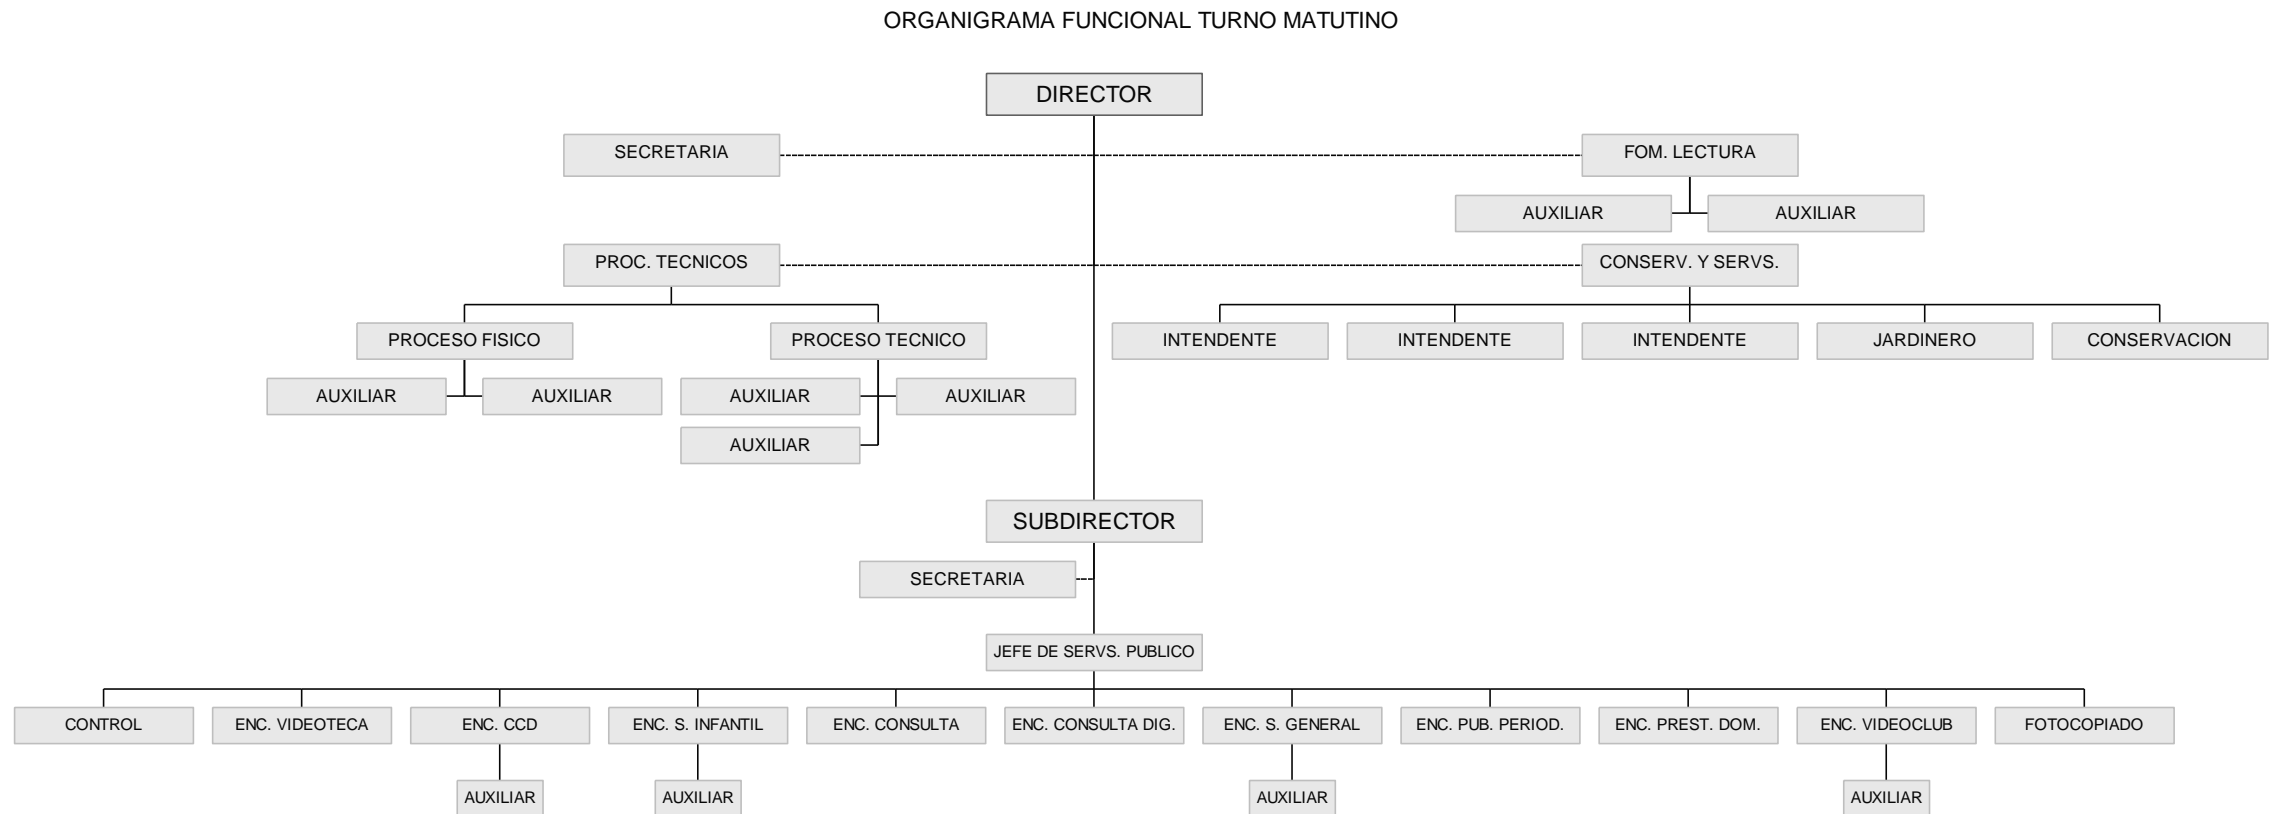 ORGANIGRAMA FUNCIONAL TURNO MATUTINO
DIRECTOR
SECRETARIA
FOM. LECTURA
AUXILIAR
AUXILIAR
PROC. TECNICOS
CONSERV. Y SERVS.
PROCESO FISICO
PROCESO TECNICO
INTENDENTE
INTENDENTE
INTENDENTE
JARDINERO
CONSERVACION
AUXILIAR
AUXILIAR
AUXILIAR
AUXILIAR
AUXILIAR
SUBDIRECTOR
SECRETARIA
JEFE DE SERVS. PUBLICO
CONTROL
ENC. VIDEOTECA
ENC. CCD
ENC. S. INFANTIL
ENC. CONSULTA
ENC. CONSULTA DIG.
ENC. S. GENERAL
ENC. PUB. PERIOD.
ENC. PREST. DOM.
ENC. VIDEOCLUB
FOTOCOPIADO
AUXILIAR
AUXILIAR
AUXILIAR
AUXILIAR